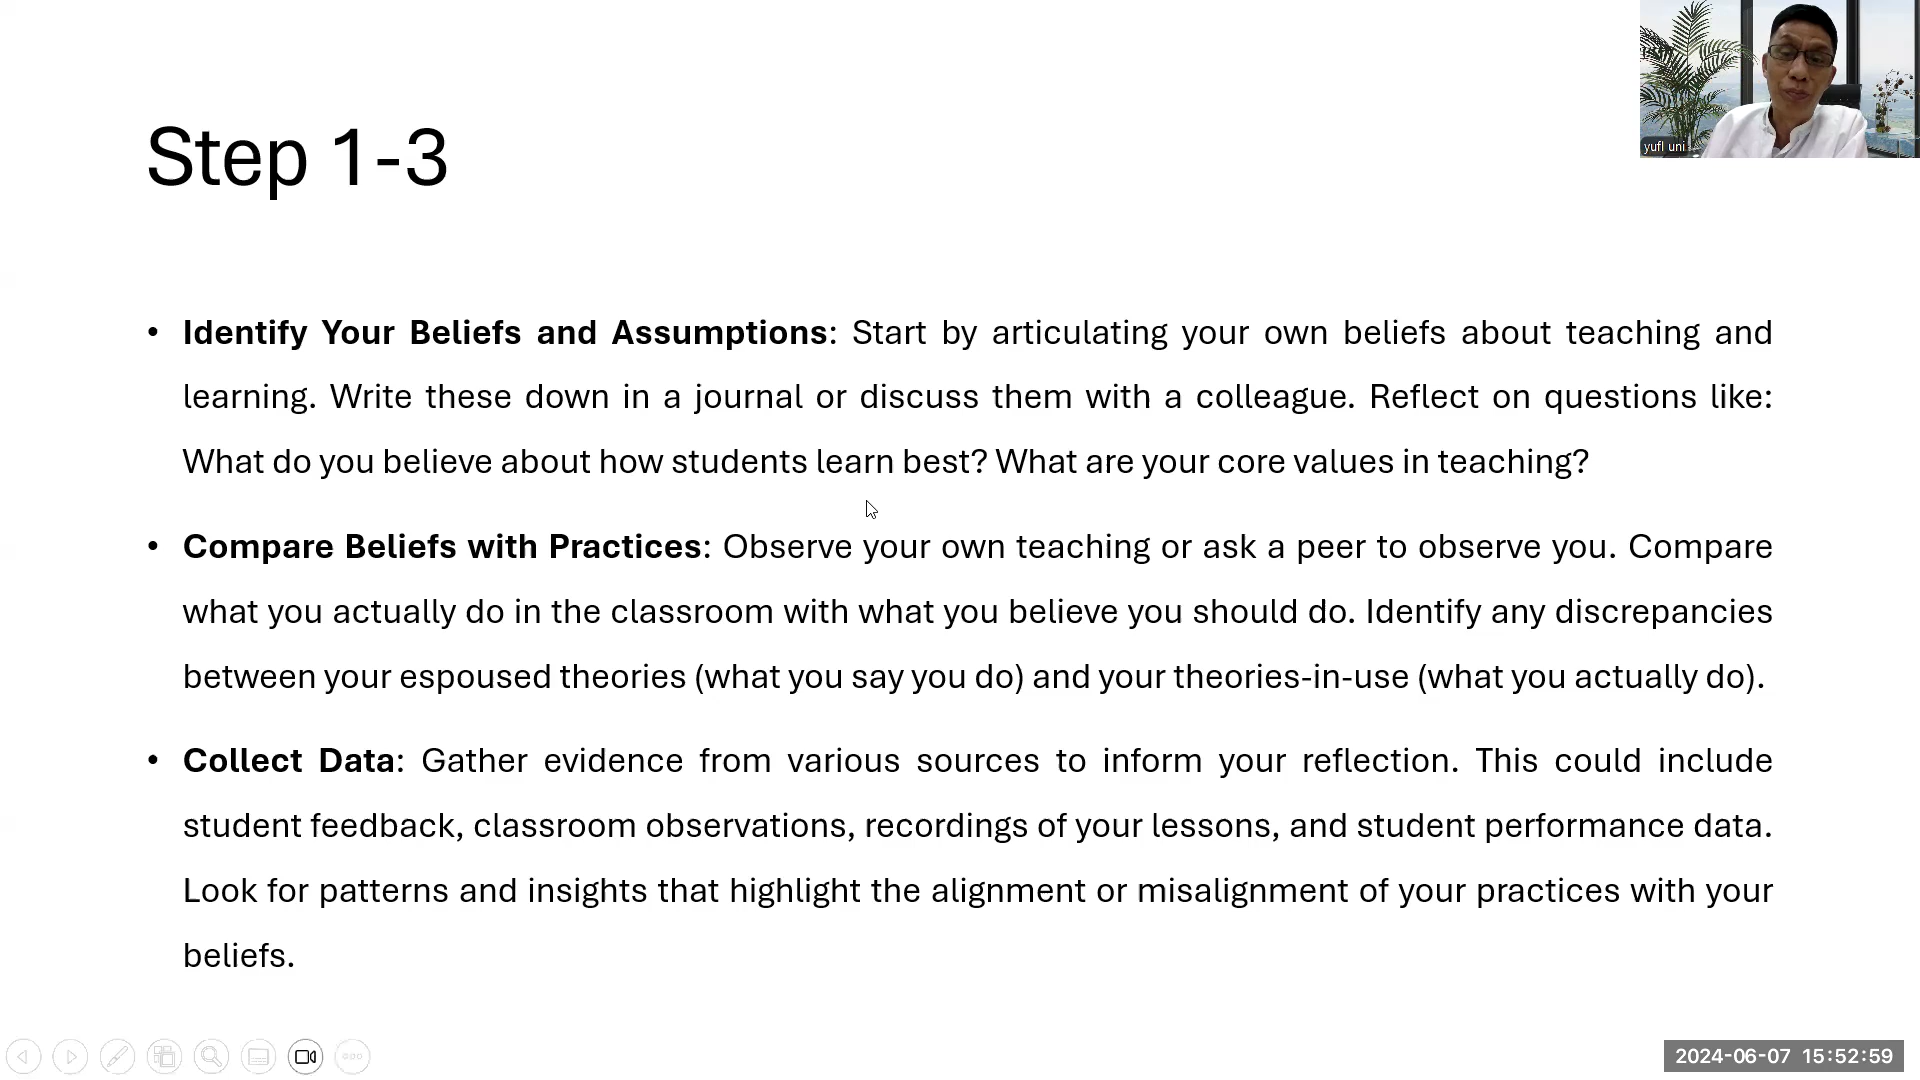 yufl uni
Step 1-3
• Identify Your Beliefs and Assumptions: Start by articulating your own beliefs about teaching and
learning. Write these down in a journal or discuss them with a colleague. Reflect on questions like:
What do you believe about how students learn best? What are your core values in teaching?
• Compare Beliefs with Practices: Observe your own teaching or ask a peer to observe you. Compare
what you actually do in the classroom with what you believe you should do. Identify any discrepancies
between your espoused theories (what you say you do) and your theories-in-use (what you actually do).
• Collect Data: Gather evidence from various sources to inform your reflection. This could include
student feedback, classroom observations, recordings of your lessons, and student performance data.
Look for patterns and insights that highlight the alignment or misalignment of your practices with your
beliefs.
2024-06-07 15:52:59